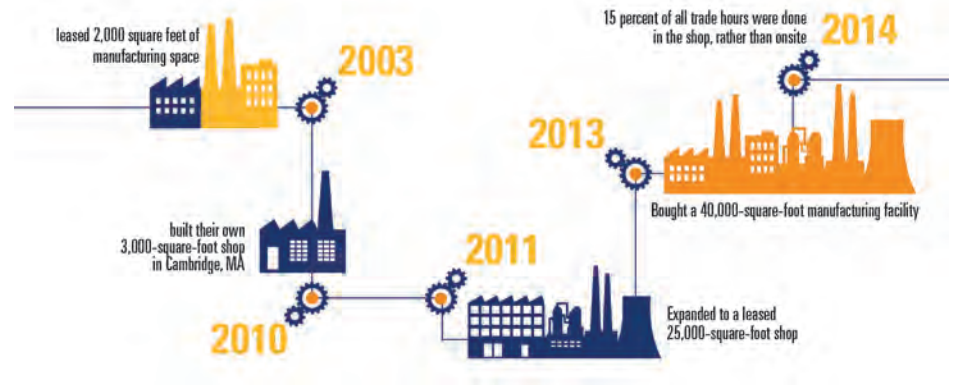 leased 2,000 square feet of
manufacturing space
2003
built their own
3,000-square-foot shop
in Cambridge, MA
2010
2011
Expanded to a leased
25,000-square-foot shop
2013
Bought a 40,000-square-foot manufacturing facility
15 percent of all trade hours were done
in the shop, rather than onsite
2014